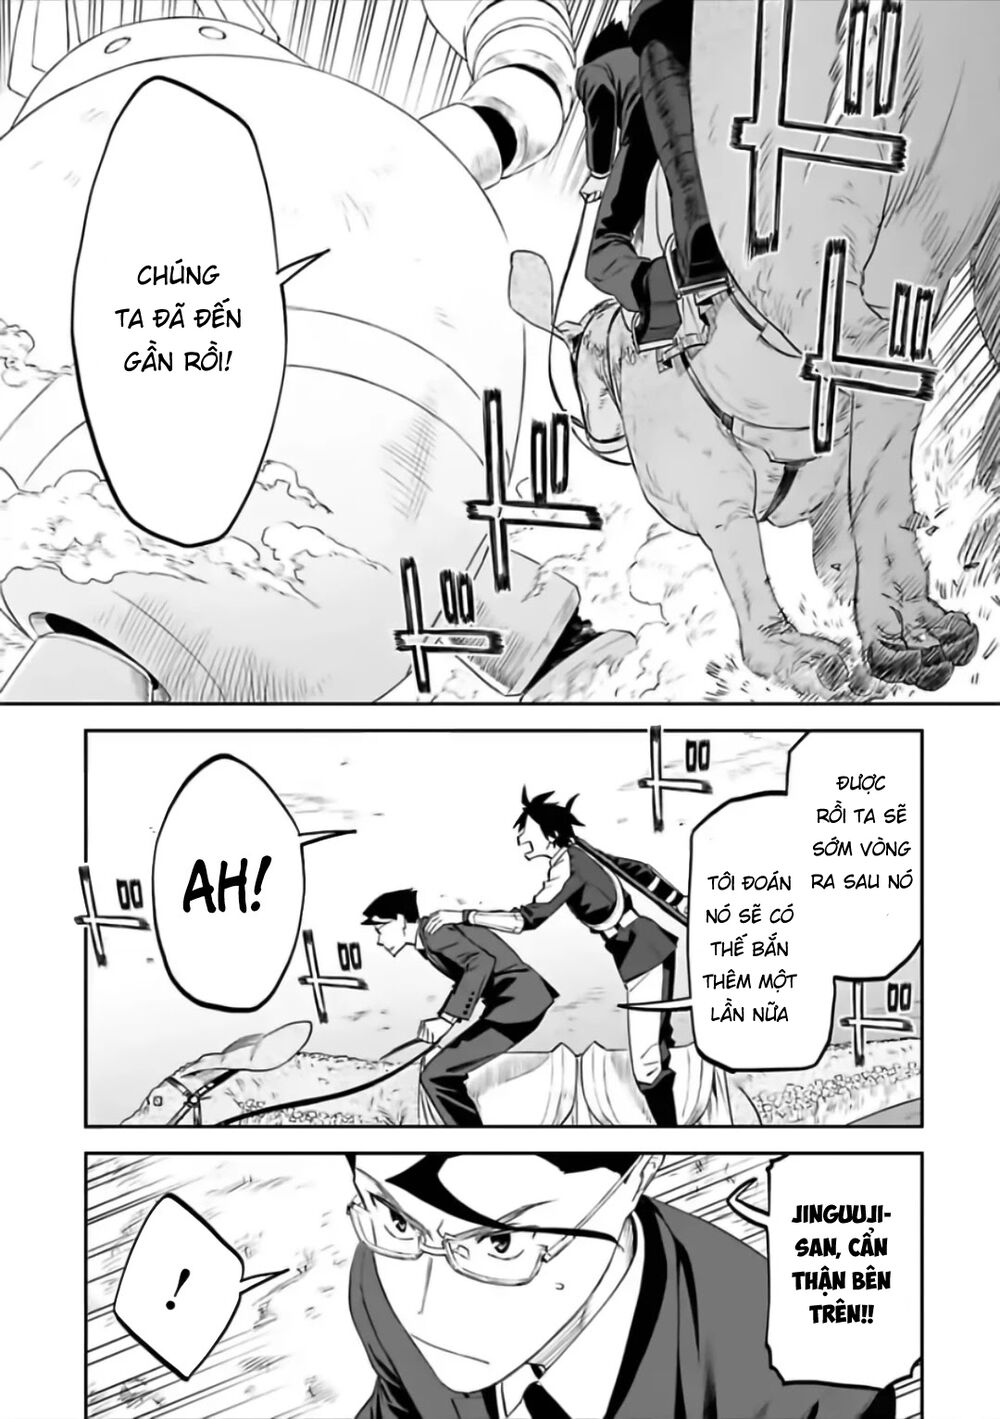 CHÚNG
TA ĐÃ ĐẾN
GẦN RỒI!
ĐƯỢC
RỒI TA SẼ
SỚM VÒNG
RA SAU NÓ
TÔI ĐOÁN
NÓ SẼ CÓ
THỂ BẮN
THÊM MỘT
LẦN NỮA
AH!
JINGUUJI-
SAN, CẨN
THẬN BÊN
TRÊN!!
!